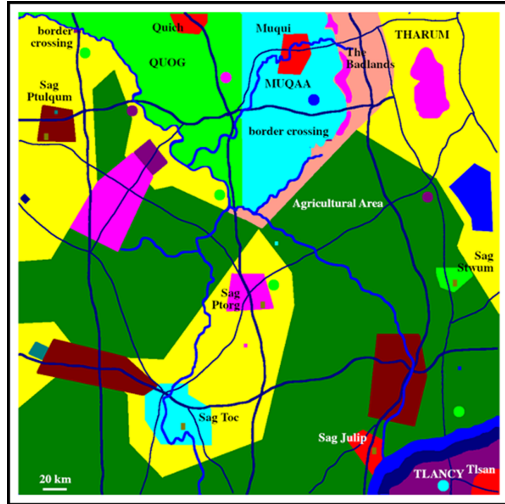 border
crossing
Quich
Muqui
THARUM
QUOG
The
Badlands
Sag
Ptulqum
MUQAA
border crossing
Agricultural Area
Sag
Stwum
Sag
Ptorg
Sag Toc
Sag Julip
TLANCY
Tlsan
20 km